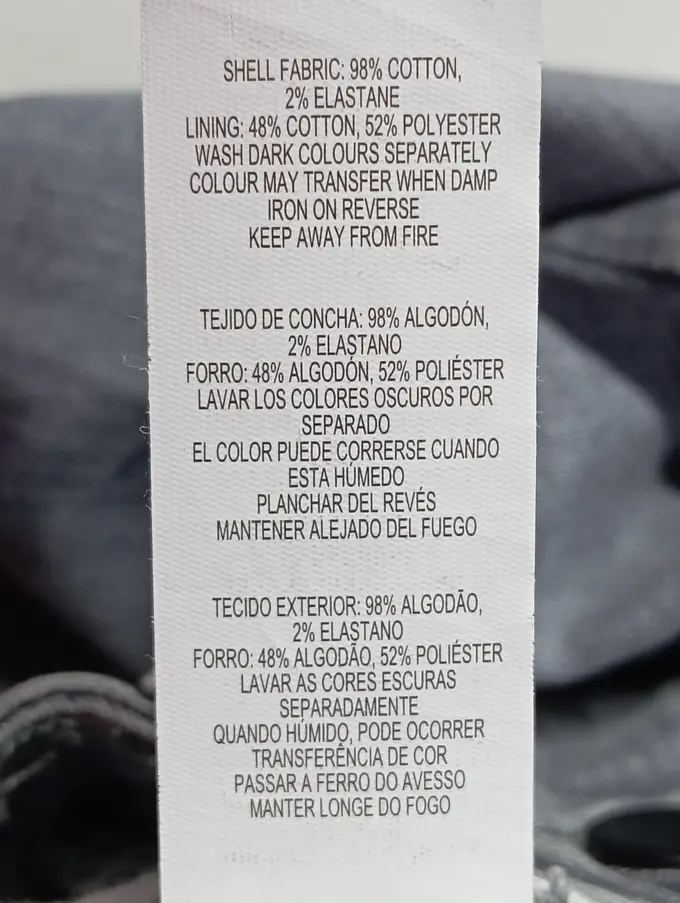 SHELL FABRIC: 98% COTTON,
2% ELASTANE
LINING: 48% COTTON, 52% POLYESTER
WASH DARK COLOURS SEPARATELY
COLOUR MAY TRANSFER WHEN DAMP
IRON ON REVERSE
KEEP AWAY FROM FIRE
TEJIDO DE CONCHA: 98% ALGODÓN,
2% ELASTANO
FORRO: 48% ALGODÓN, 52% POLIÉSTER
LAVAR LOS COLORES OSCUROS POR
SEPARADO
EL COLOR PUEDE CORRERSE CUANDO
ESTA HÚMEDO
PLANCHAR DEL REVÉS
MANTENER ALEJADO DEL FUEGO
TECIDO EXTERIOR: 98% ALGODÃO,
2% ELASTANO
FORRO: 48% ALGODÃO, 52% POLIÉSTER
LAVAR AS CORES ESCURAS
SEPARADAMENTE
QUANDO HÚMIDO, PODE OCORRER
TRANSFERÊNCIA DE COR
PASSAR A FERRO DO AVESSO
MANTER LONGE DO FOGO